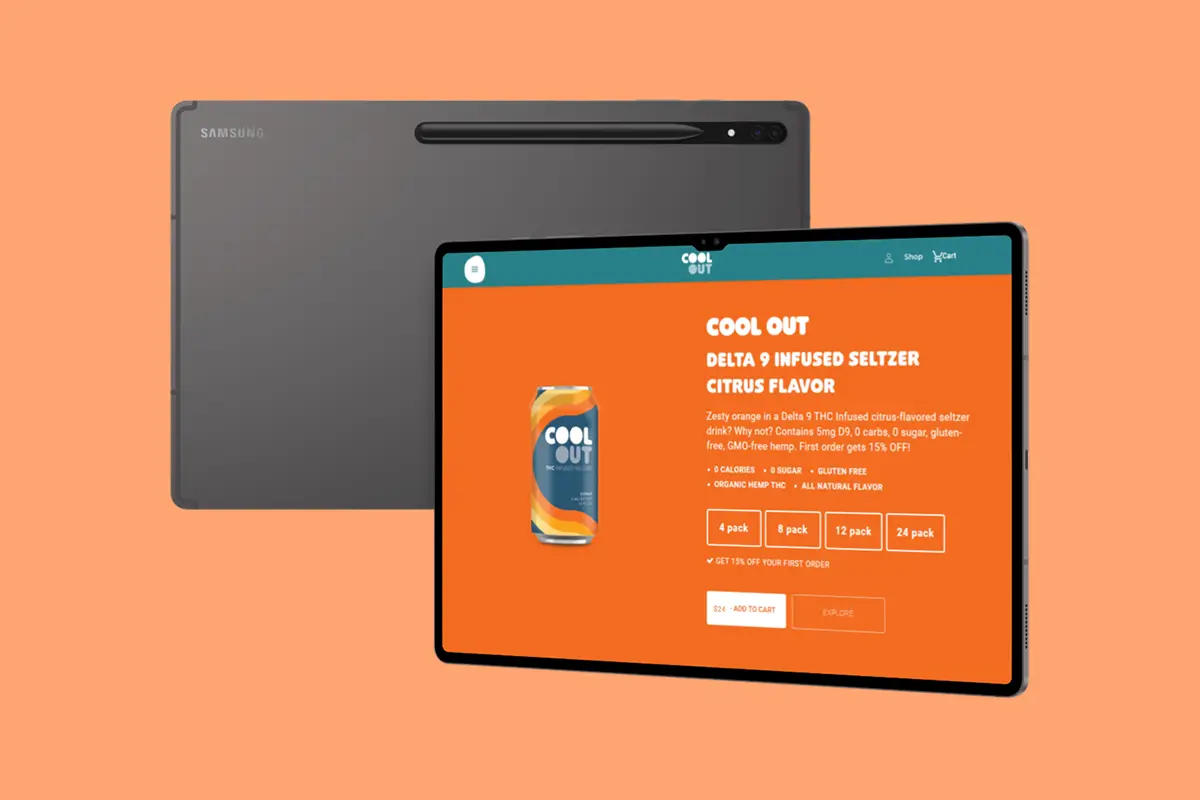 SAMSUNG
COOL
OUT
Shop
Cart
COOL OUT
DELTA 9 INFUSED SELTZER
CITRUS FLAVOR
Zesty orange in a Delta 9 THC Infused citrus-flavored seltzer
drink? Why not? Contains 5mg D9, 0 carbs, 0 sugar, gluten-
free, GMO-free hemp. First order gets 15% OFF!
• 0 CALORIES • 0 SUGAR • GLUTEN FREE
• ORGANIC HEMP THC • ALL NATURAL FLAVOR
COOL
OUT
THC INFUSED SELTZER
4 pack 8 pack 12 pack 24 pack
GET 15% OFF YOUR FIRST ORDER
$24 - ADD TO CART EXPLORE